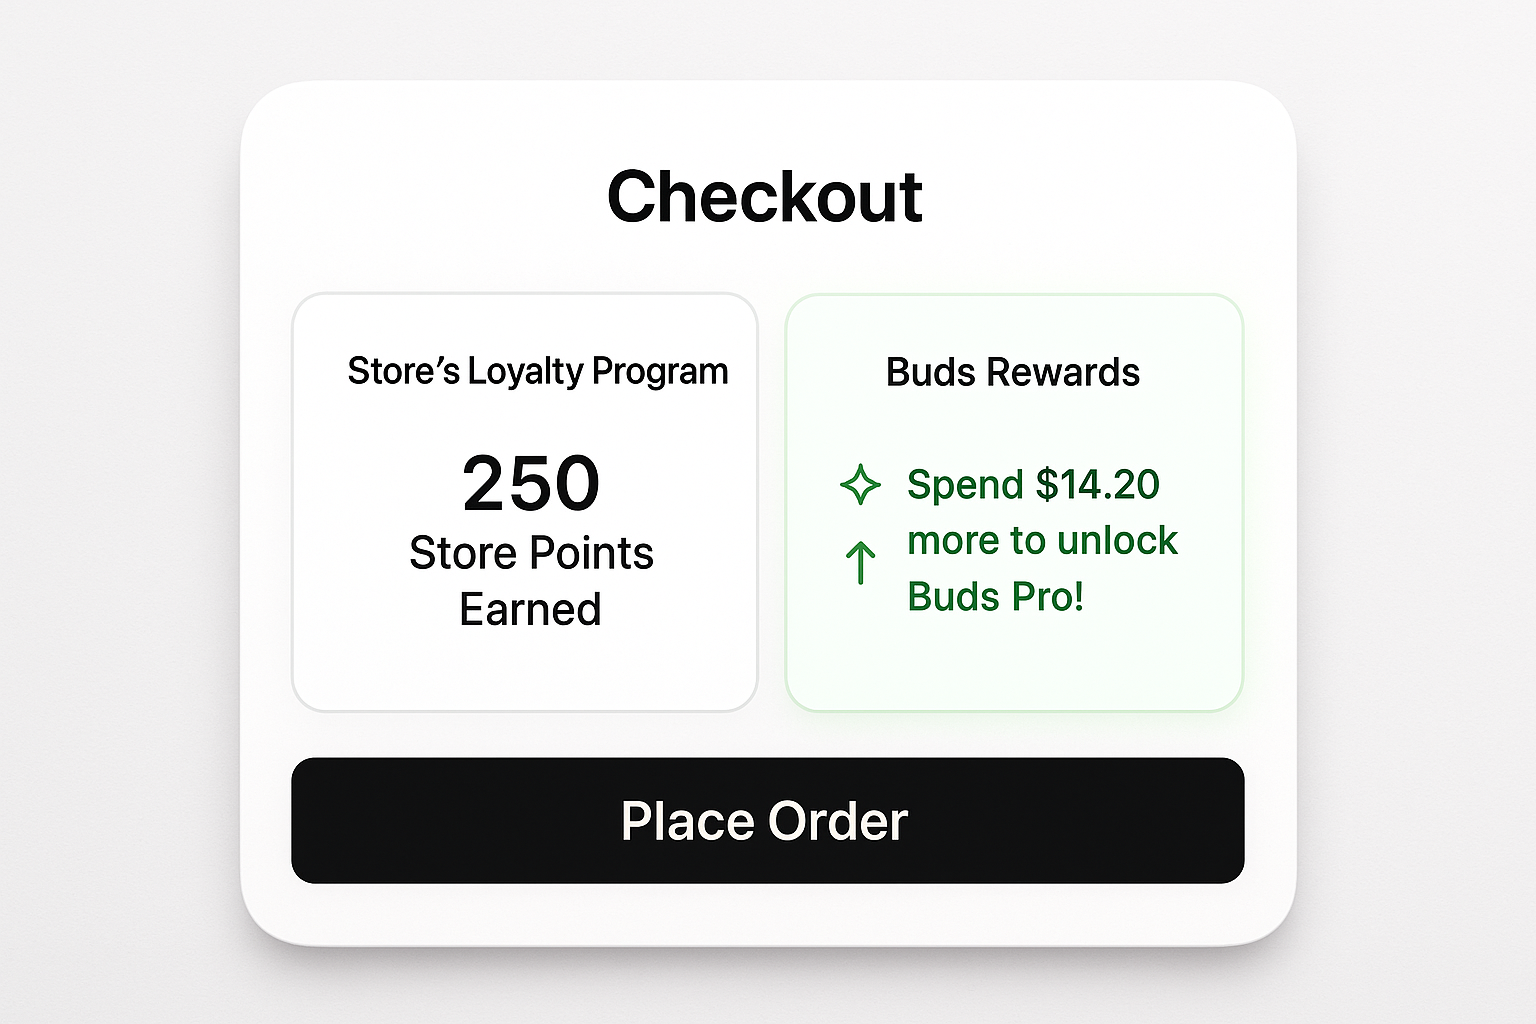 Checkout
Store’s Loyalty Program
250
Store Points
Earned
Buds Rewards
Spend $14.20
more to unlock
Buds Pro!
Place Order